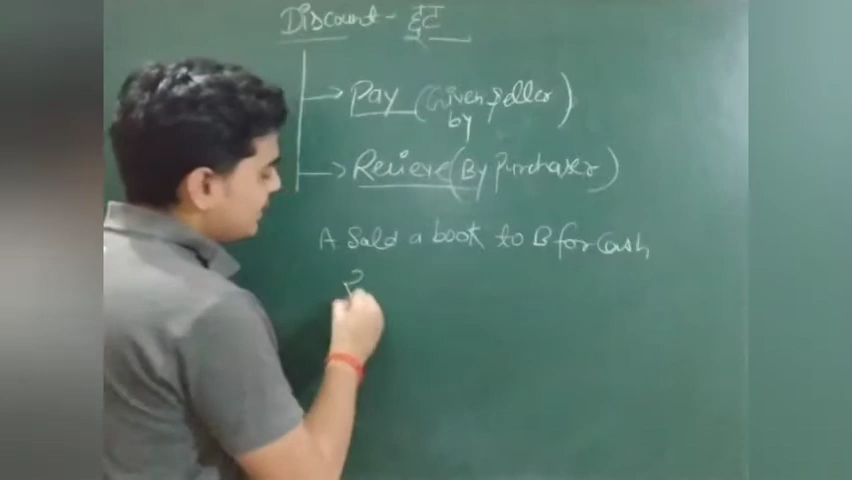 Discount - छूट
Pay (Given seller)
by
Recieve (By Purchaser)
A Sold a book to B for Cash